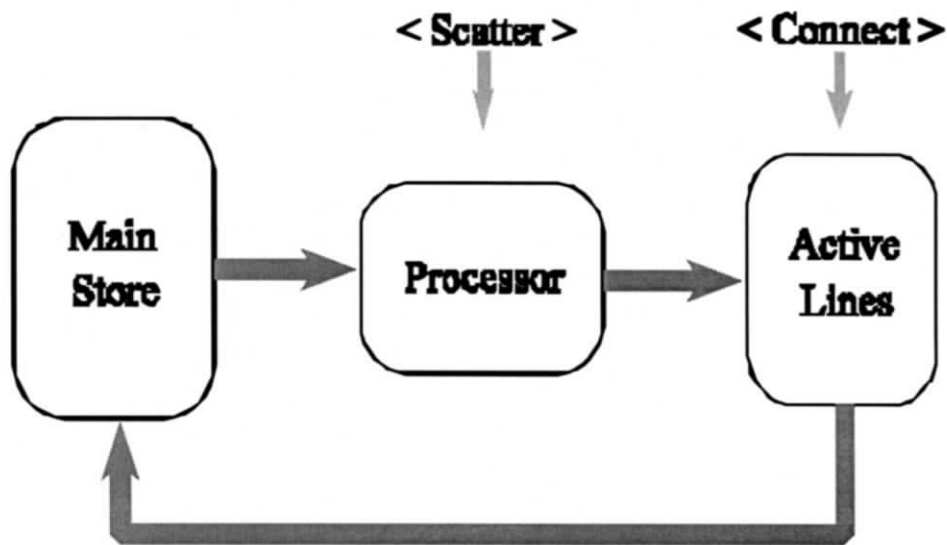 < Scatter >
< Connect >
Main
Store
Processor
Active
Lines